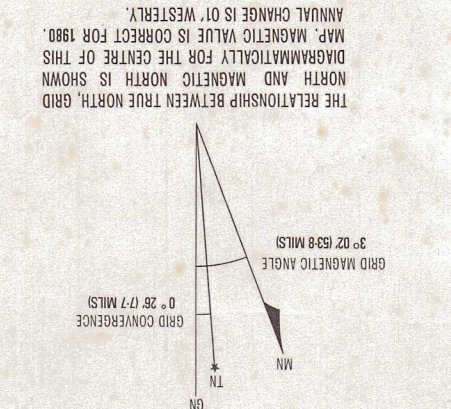 GN
TN
MN
GRID CONVERGENCE
0° 26' (7·7 MILS)
GRID MAGNETIC ANGLE
3° 02' (53·8 MILS)
THE RELATIONSHIP BETWEEN TRUE NORTH, GRID
NORTH AND MAGNETIC NORTH IS SHOWN
DIAGRAMMATICALLY FOR THE CENTRE OF THIS
MAP. MAGNETIC VALUE IS CORRECT FOR 1980.
ANNUAL CHANGE IS 01' WESTERLY.